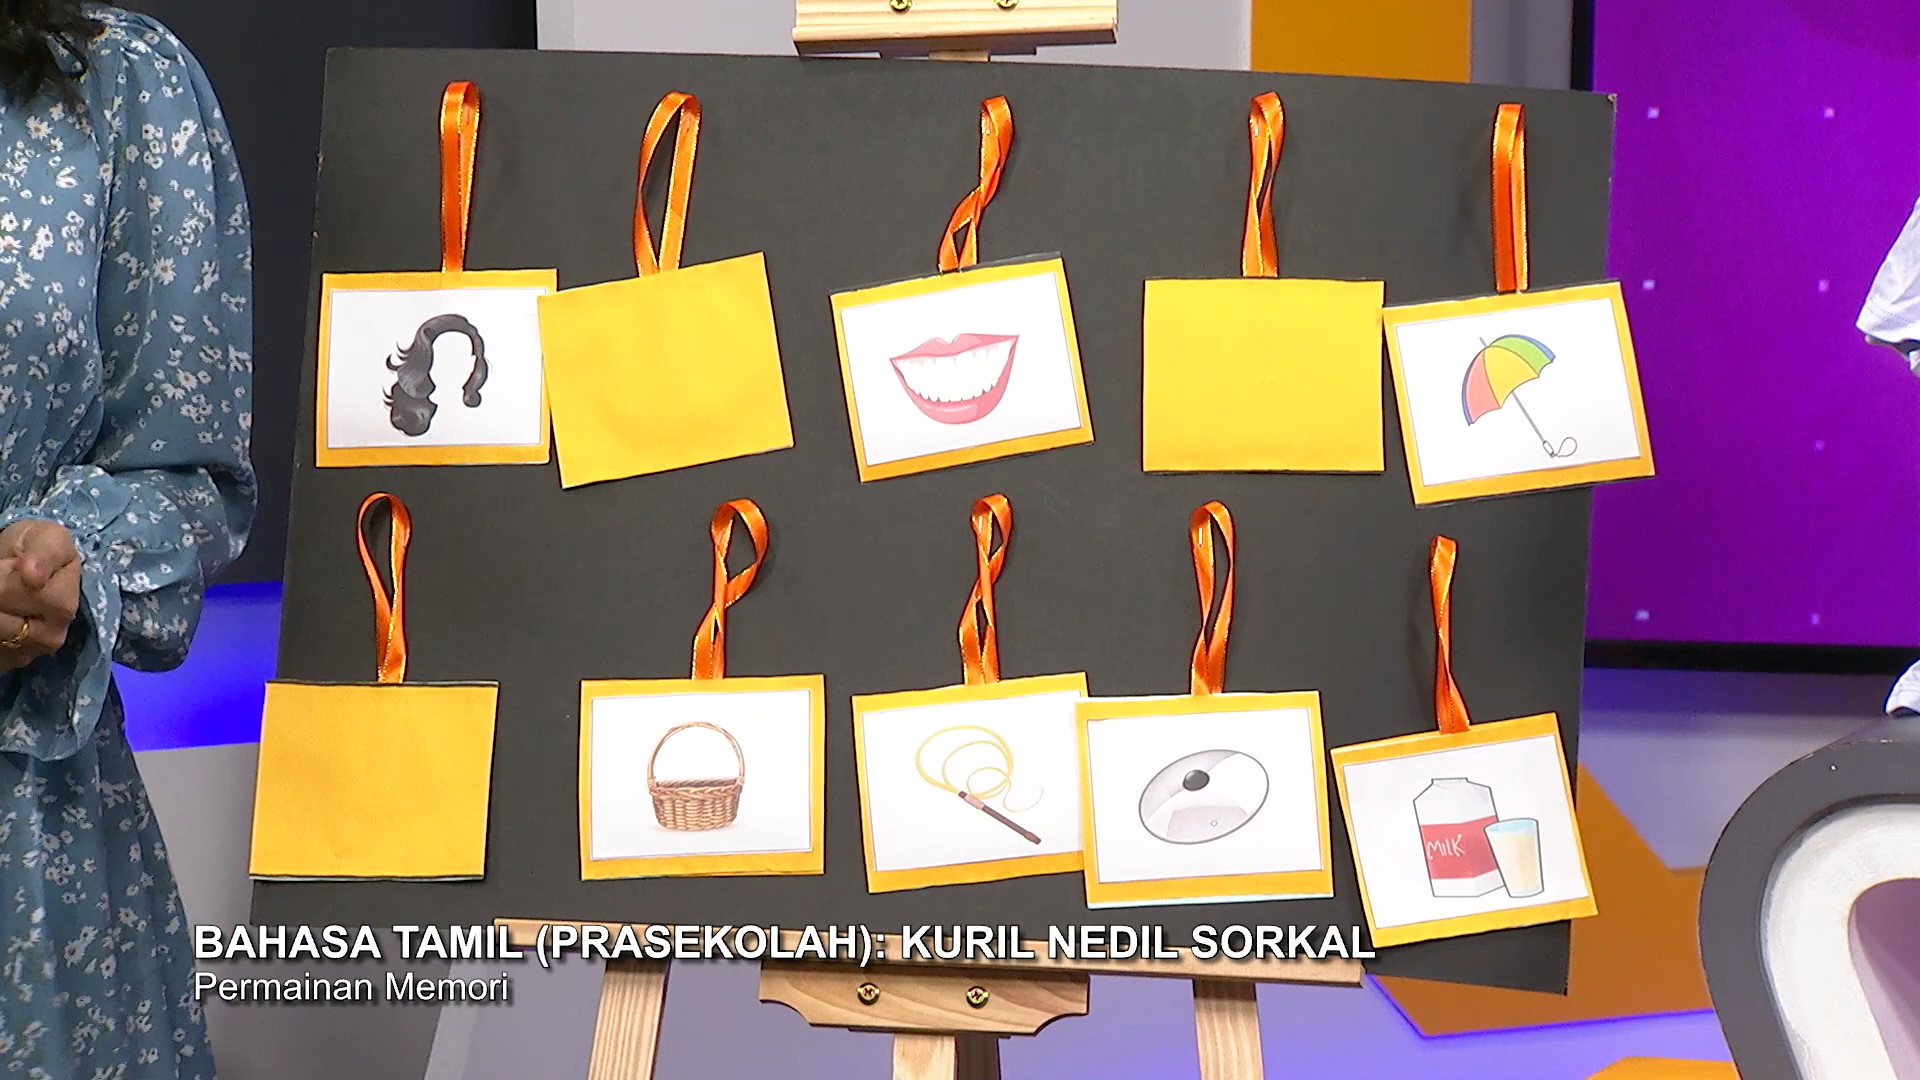 MILK
BAHASA TAMIL (PRASEKOLAH): KURIL NEDIL SORKAL
Permainan Memori